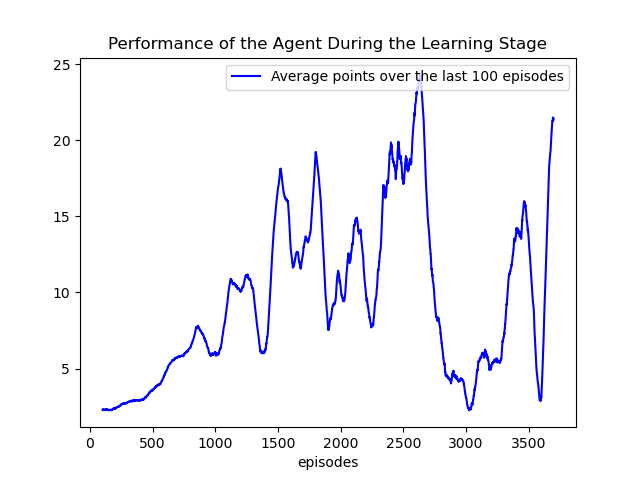 Performance of the Agent During the Learning Stage
Average points over the last 100 episodes
25
20
15
10
5
0 500 1000 1500 2000 2500 3000 3500
episodes